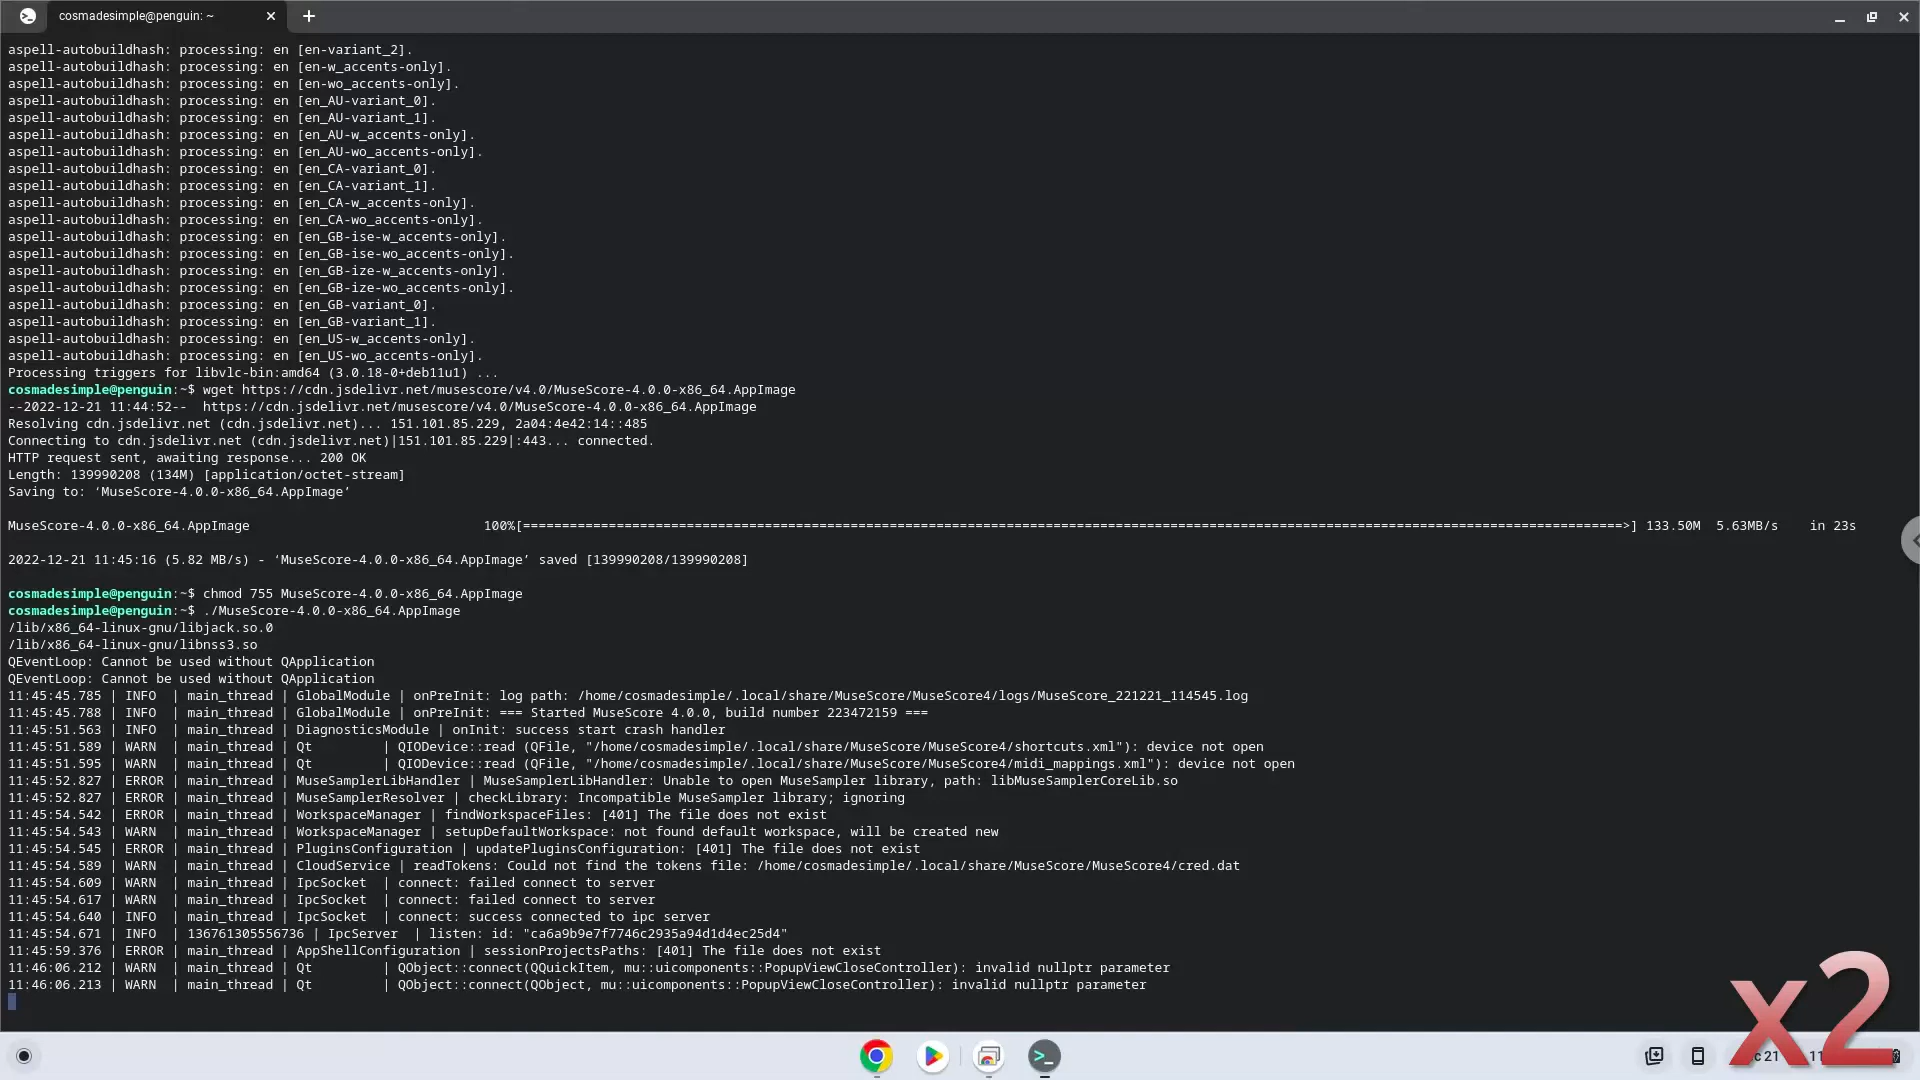 cosmadesimple@penguin: ~
aspell-autobuildhash: processing: en [en-variant_2].
aspell-autobuildhash: processing: en [en-w_accents-only].
aspell-autobuildhash: processing: en [en-wo_accents-only].
aspell-autobuildhash: processing: en [en_AU-variant_0].
aspell-autobuildhash: processing: en [en_AU-variant_1].
aspell-autobuildhash: processing: en [en_AU-w_accents-only].
aspell-autobuildhash: processing: en [en_AU-wo_accents-only].
aspell-autobuildhash: processing: en [en_CA-variant_0].
aspell-autobuildhash: processing: en [en_CA-variant_1].
aspell-autobuildhash: processing: en [en_CA-w_accents-only].
aspell-autobuildhash: processing: en [en_CA-wo_accents-only].
aspell-autobuildhash: processing: en [en_GB-ise-w_accents-only].
aspell-autobuildhash: processing: en [en_GB-ise-wo_accents-only].
aspell-autobuildhash: processing: en [en_GB-ize-w_accents-only].
aspell-autobuildhash: processing: en [en_GB-ize-wo_accents-only].
aspell-autobuildhash: processing: en [en_GB-variant_0].
aspell-autobuildhash: processing: en [en_GB-variant_1].
aspell-autobuildhash: processing: en [en_US-w_accents-only].
aspell-autobuildhash: processing: en [en_US-wo_accents-only].
Processing triggers for libvlc-bin:amd64 (3.0.18-0+deb11u1) ...
cosmadesimple@penguin:~$ wget https://cdn.jsdelivr.net/musescore/v4.0/MuseScore-4.0.0-x86_64.AppImage
--2022-12-21 11:44:52--  https://cdn.jsdelivr.net/musescore/v4.0/MuseScore-4.0.0-x86_64.AppImage
Resolving cdn.jsdelivr.net (cdn.jsdelivr.net)... 151.101.85.229, 2a04:4e42:14::485
Connecting to cdn.jsdelivr.net (cdn.jsdelivr.net)|151.101.85.229|:443... connected.
HTTP request sent, awaiting response... 200 OK
Length: 139990208 (134M) [application/octet-stream]
Saving to: ‘MuseScore-4.0.0-x86_64.AppImage’
MuseScore-4.0.0-x86_64.AppImage 100%[=============================================================================================================================================>] 133.50M  5.63MB/s    in 23s
2022-12-21 11:45:16 (5.82 MB/s) - ‘MuseScore-4.0.0-x86_64.AppImage’ saved [139990208/139990208]
cosmadesimple@penguin:~$ chmod 755 MuseScore-4.0.0-x86_64.AppImage
cosmadesimple@penguin:~$ ./MuseScore-4.0.0-x86_64.AppImage
/lib/x86_64-linux-gnu/libjack.so.0
/lib/x86_64-linux-gnu/libnss3.so
QEventLoop: Cannot be used without QApplication
QEventLoop: Cannot be used without QApplication
11:45:45.785 | INFO  | main_thread | GlobalModule | onPreInit: log path: /home/cosmadesimple/.local/share/MuseScore/MuseScore4/logs/MuseScore_221221_114545.log
11:45:45.788 | INFO  | main_thread | GlobalModule | onPreInit: === Started MuseScore 4.0.0, build number 223472159 ===
11:45:51.563 | INFO  | main_thread | DiagnosticsModule | onInit: success start crash handler
11:45:51.589 | WARN  | main_thread | Qt         | QIODevice::read (QFile, "/home/cosmadesimple/.local/share/MuseScore/MuseScore4/shortcuts.xml"): device not open
11:45:51.595 | WARN  | main_thread | Qt         | QIODevice::read (QFile, "/home/cosmadesimple/.local/share/MuseScore/MuseScore4/midi_mappings.xml"): device not open
11:45:52.827 | ERROR | main_thread | MuseSamplerLibHandler | MuseSamplerLibHandler: Unable to open MuseSampler library, path: libMuseSamplerCoreLib.so
11:45:52.827 | ERROR | main_thread | MuseSamplerResolver | checkLibrary: Incompatible MuseSampler library; ignoring
11:45:54.542 | ERROR | main_thread | WorkspaceManager | findWorkspaceFiles: [401] The file does not exist
11:45:54.543 | WARN  | main_thread | WorkspaceManager | setupDefaultWorkspace: not found default workspace, will be created new
11:45:54.545 | ERROR | main_thread | PluginsConfiguration | updatePluginsConfiguration: [401] The file does not exist
11:45:54.589 | WARN  | main_thread | CloudService | readTokens: Could not find the tokens file: /home/cosmadesimple/.local/share/MuseScore/MuseScore4/cred.dat
11:45:54.609 | WARN  | main_thread | IpcSocket  | connect: failed connect to server
11:45:54.617 | WARN  | main_thread | IpcSocket  | connect: failed connect to server
11:45:54.640 | INFO  | main_thread | IpcSocket  | connect: success connected to ipc server
11:45:54.671 | INFO  | 136761305556736 | IpcServer  | listen: id: "ca6a9b9e7f7746c2935a94d1d4ec25d4"
11:45:59.376 | ERROR | main_thread | AppShellConfiguration | sessionProjectsPaths: [401] The file does not exist
11:46:06.212 | WARN  | main_thread | Qt         | QObject::connect(QQuickItem, mu::uicomponents::PopupViewCloseController): invalid nullptr parameter
11:46:06.213 | WARN  | main_thread | Qt         | QObject::connect(QObject, mu::uicomponents::PopupViewCloseController): invalid nullptr parameter
x2
21